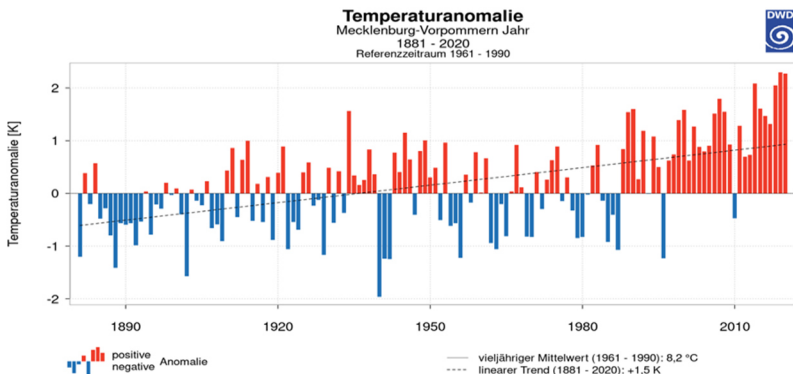 Temperaturanomalie
Mecklenburg-Vorpommern Jahr
1881 - 2020
Referenzzeitraum 1961 - 1990
DWD
Temperaturanomalie [K]
2
1
0
-1
-2
1890
1920
1950
1980
2010
positive
negative
Anomalie
vieljähriger Mittelwert (1961 - 1990): 8,2 °C
linearer Trend (1881 - 2020): +1.5 K